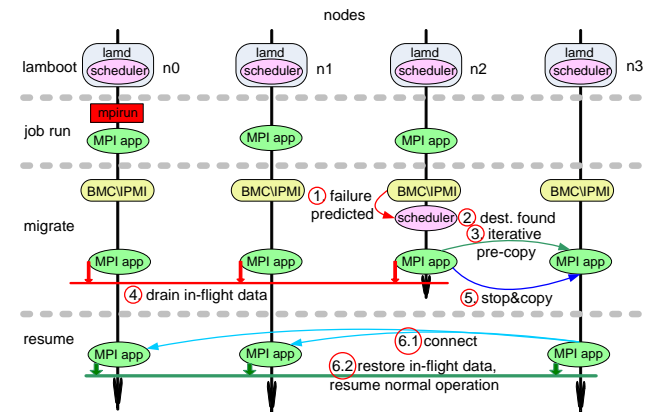 nodes
lamboot
lamd
scheduler
n0
lamd
scheduler
n1
lamd
scheduler
n2
lamd
scheduler
n3
job run
mpirun
MPI app
MPI app
MPI app
migrate
BMC\IPMI
BMC\IPMI
1. failure
predicted
BMC\IPMI
BMC\IPMI
scheduler
2. dest. found
3. iterative
pre-copy
MPI app
MPI app
MPI app
MPI app
4. drain in-flight data
5. stop&copy
resume
6.1 connect
MPI app
MPI app
MPI app
6.2 restore in-flight data,
resume normal operation